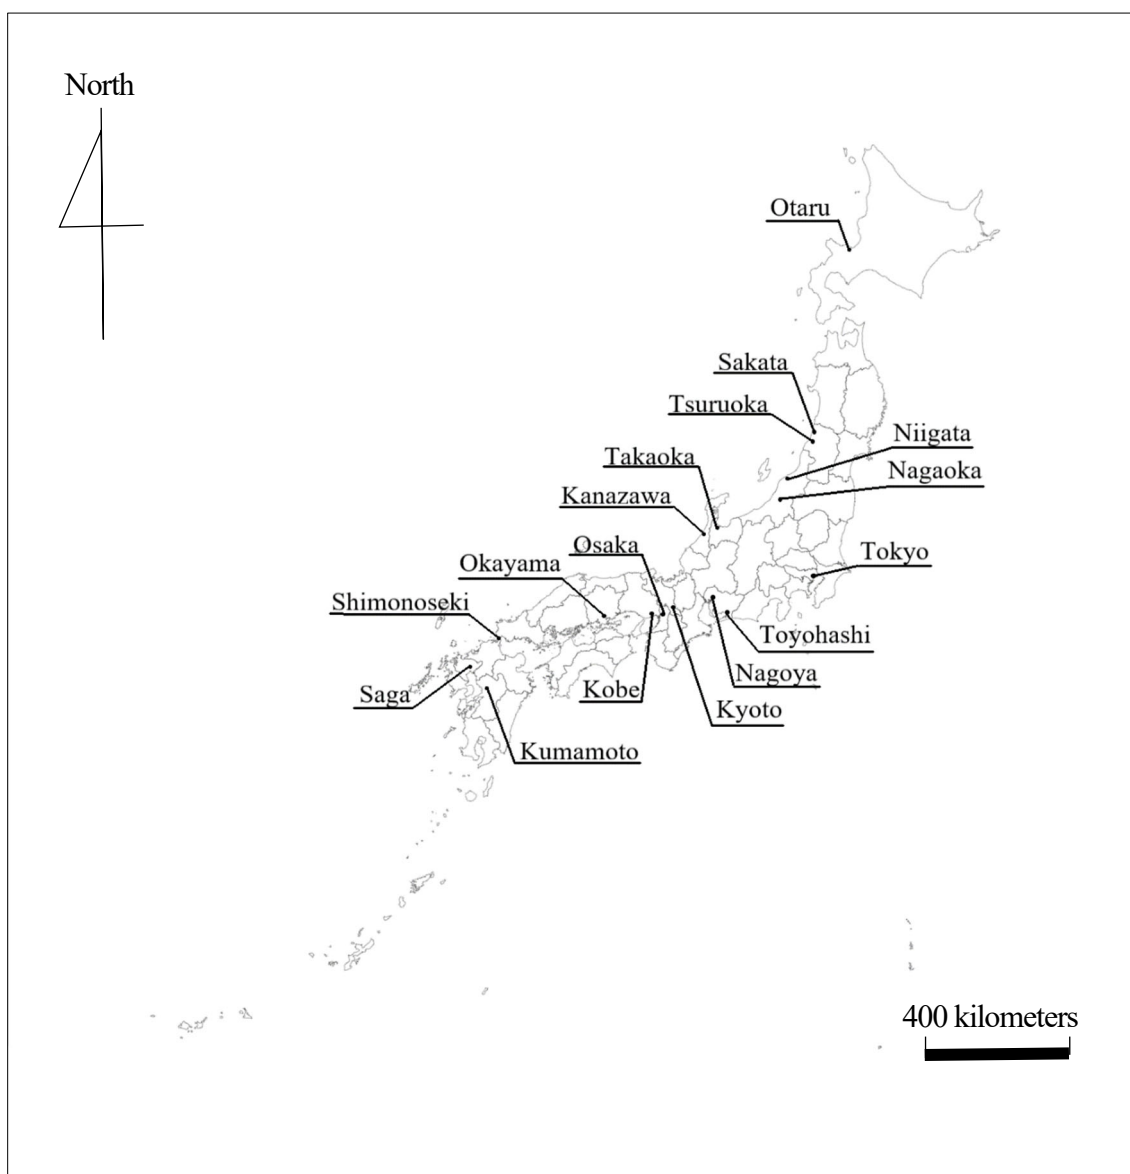 North
Otaru
Sakata
Tsuruoka
Niigata
Takaoka
Nagaoka
Kanazawa
Osaka
Tokyo
Okayama
Shimonoseki
Toyohashi
Nagoya
Kobe
Saga
Kyoto
Kumamoto
400 kilometers